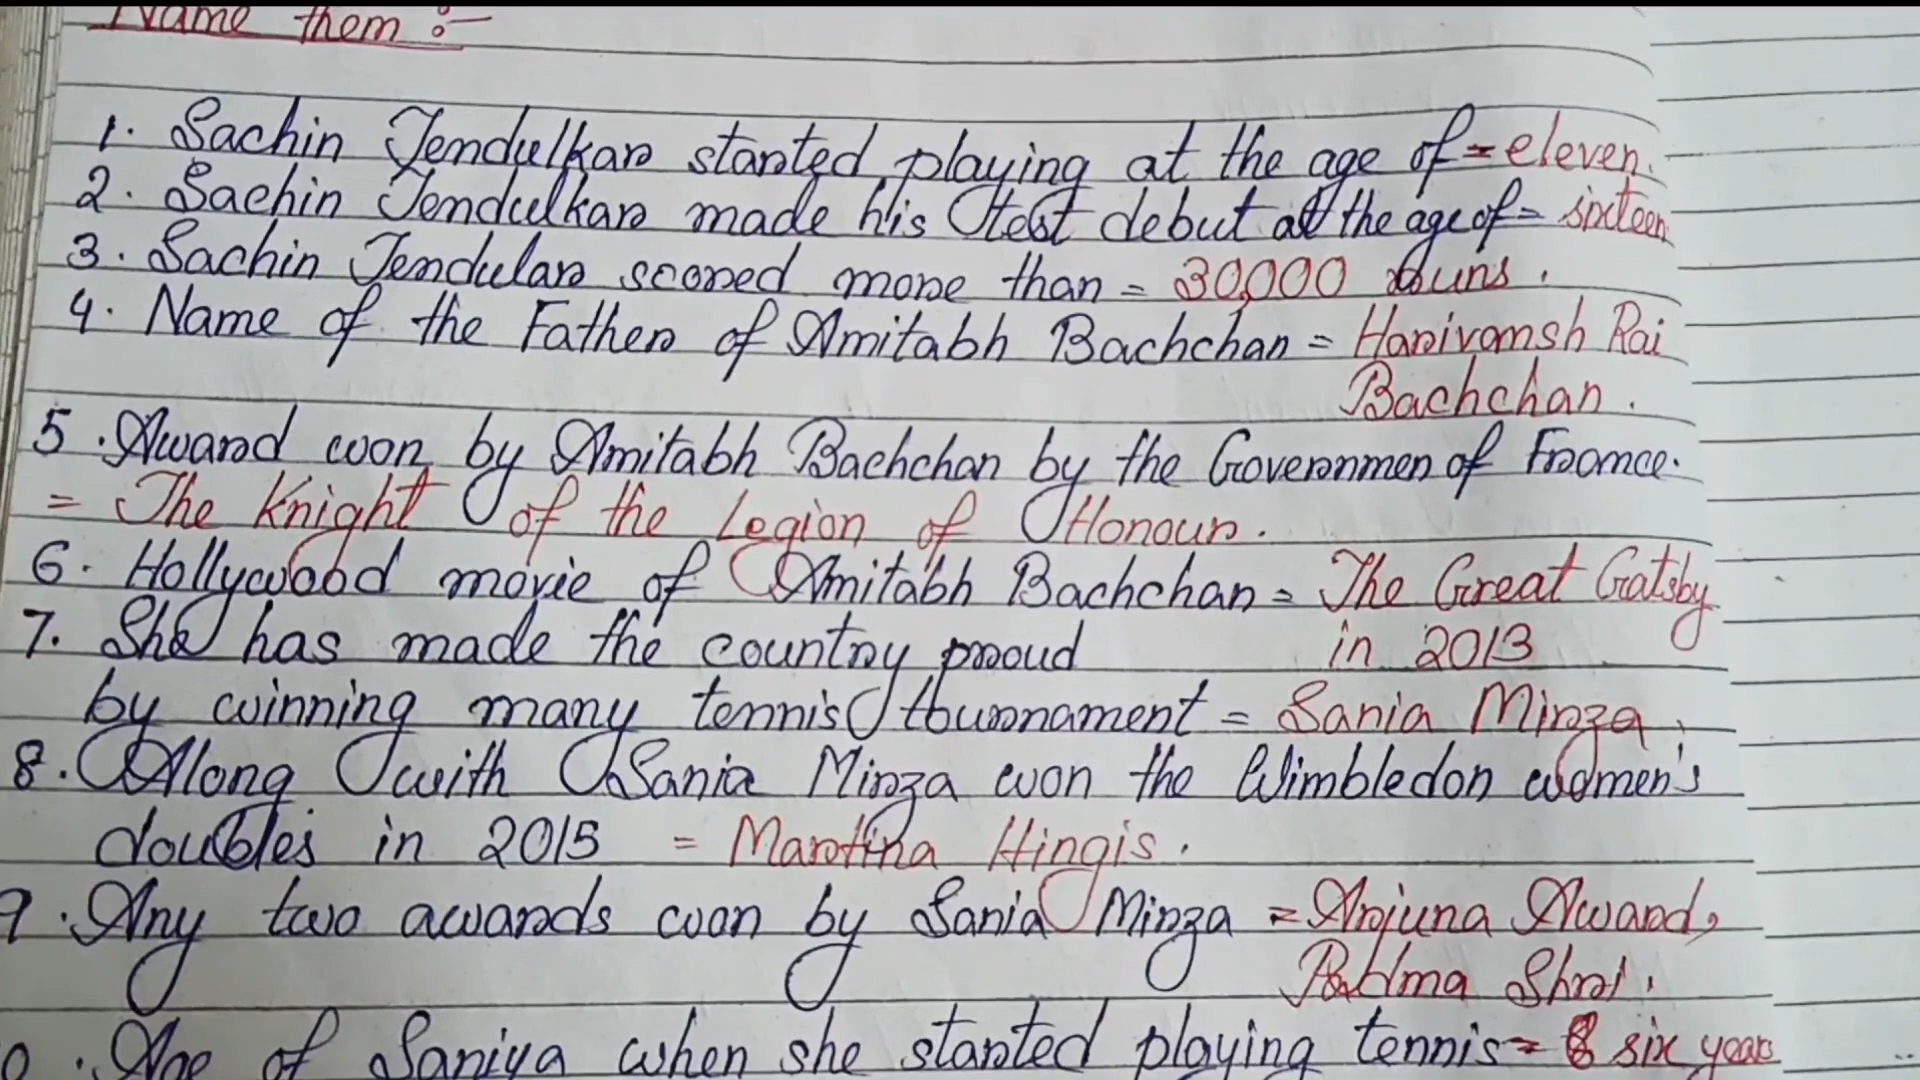 Name them :-
1. Sachin Tendulkar started playing at the age of = eleven.
2. Sachin Tendulkar made his test debut at the age of = sixteen
3. Sachin Tendular scored more than = 30,000 runs.
4. Name of the Father of Amitabh Bachchan = Harivansh Rai
Bachchan.
5. Award won by Amitabh Bachchan by the Governmen of France.
= The Knight of the Legion of Honour.
6. Hollywood movie of Amitabh Bachchan = The Great Gatsby
in 2013
7. She has made the country proud
by winning many tennis tournament = Sania Mirza.
8. Along with Sania Mirza won the Wimbledon women's
doubles in 2015 = Martina Hingis.
9. Any two awards won by Sania Mirza = Arjuna Award,
Padma Shri.
0. Age of Saniya when she started playing tennis = six years